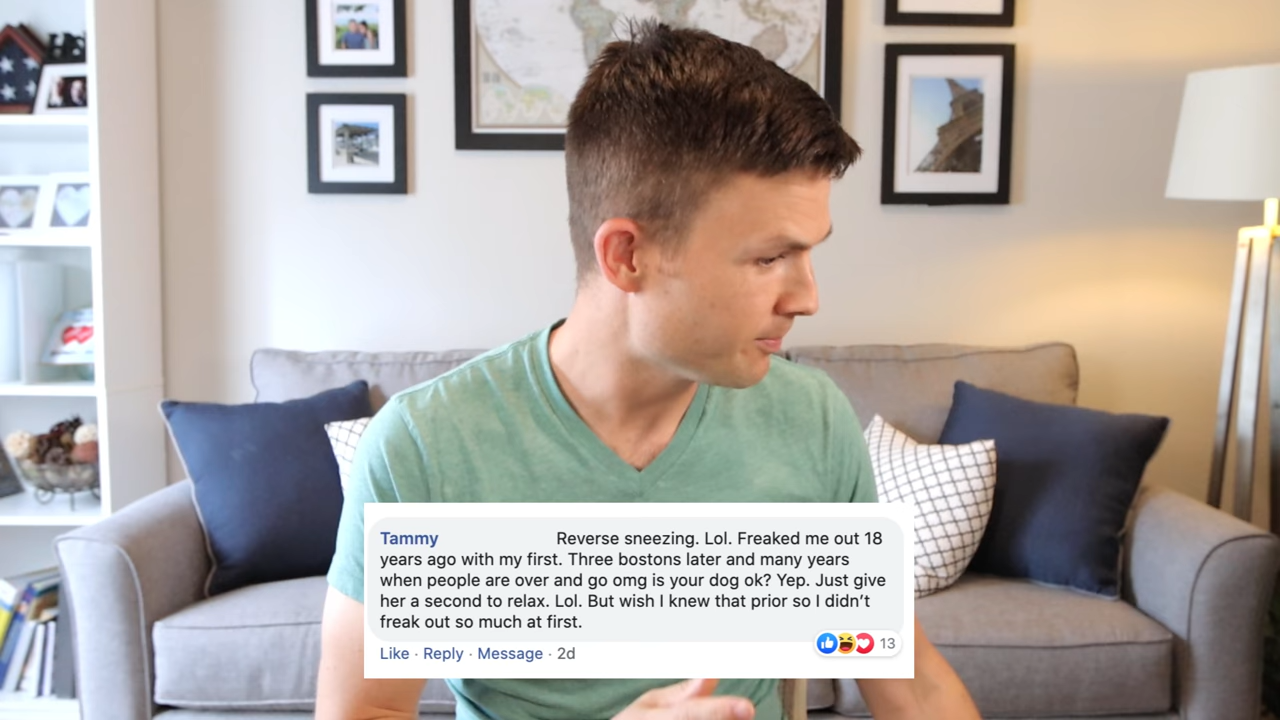 Tammy Reverse sneezing. Lol. Freaked me out 18
years ago with my first. Three bostons later and many years
when people are over and go omg is your dog ok? Yep. Just give
her a second to relax. Lol. But wish I knew that prior so I didn’t
freak out so much at first.
Like · Reply · Message · 2d
13